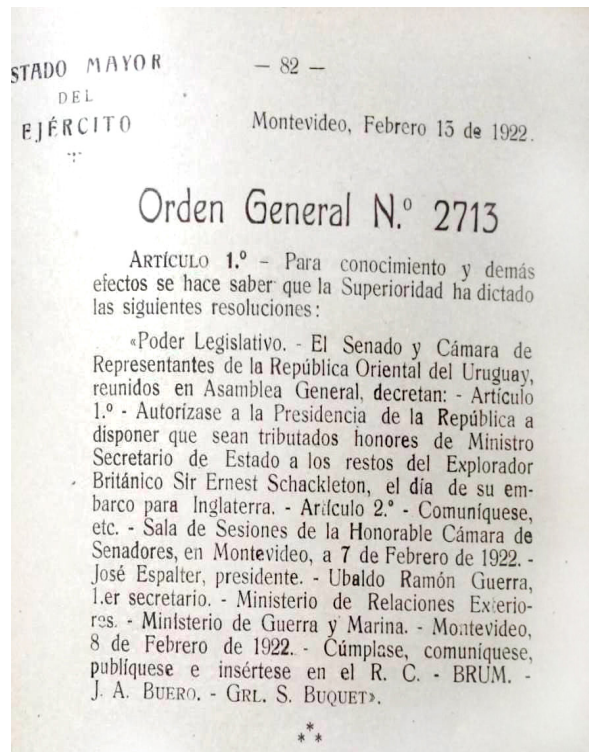 STADO MAYOR
DEL
EJÉRCITO
— 82 —
Montevideo, Febrero 13 de 1922.
Orden General N.º 2713
ARTÍCULO 1.º - Para conocimiento y demás
efectos se hace saber que la Superioridad ha dictado
las siguientes resoluciones:
«Poder Legislativo. - El Senado y Cámara de
Representantes de la República Oriental del Uruguay,
reunidos en Asamblea General, decretan: - Artículo
1.º - Autorízase a la Presidencia de la República a
disponer que sean tributados honores de Ministro
Secretario de Estado a los restos del Explorador
Británico Sir Ernest Schackleton, el día de su em-
barco para Inglaterra. - Artículo 2.º - Comuníquese,
etc. - Sala de Sesiones de la Honorable Cámara de
Senadores, en Montevideo, a 7 de Febrero de 1922. -
José Espalter, presidente. - Ubaldo Ramón Guerra,
1.er secretario. - Ministerio de Relaciones Exterio-
res. - Ministerio de Guerra y Marina. - Montevideo,
8 de Febrero de 1922. - Cúmplase, comuníquese,
publíquese e insértese en el R. C. - BRUM. -
J. A. BUERO. - GRL. S. BUQUET».